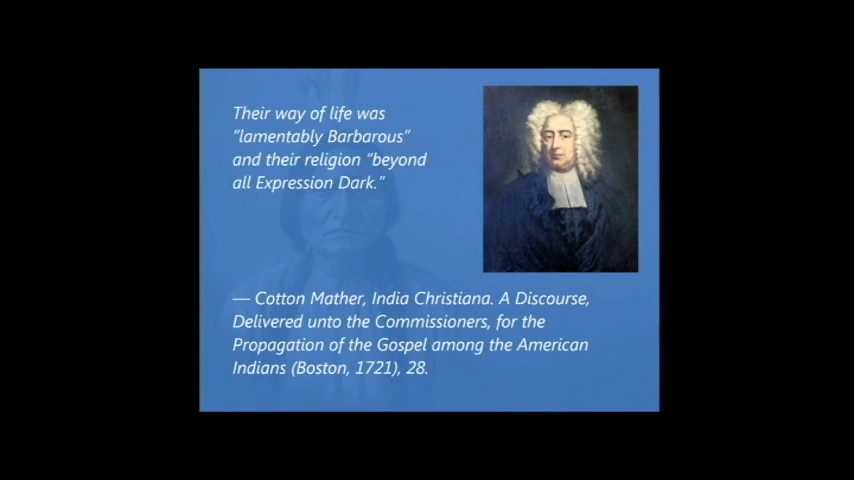 Their way of life was
“lamentably Barbarous”
and their religion “beyond
all Expression Dark.”
— Cotton Mather, India Christiana. A Discourse,
Delivered unto the Commissioners, for the
Propagation of the Gospel among the American
Indians (Boston, 1721), 28.